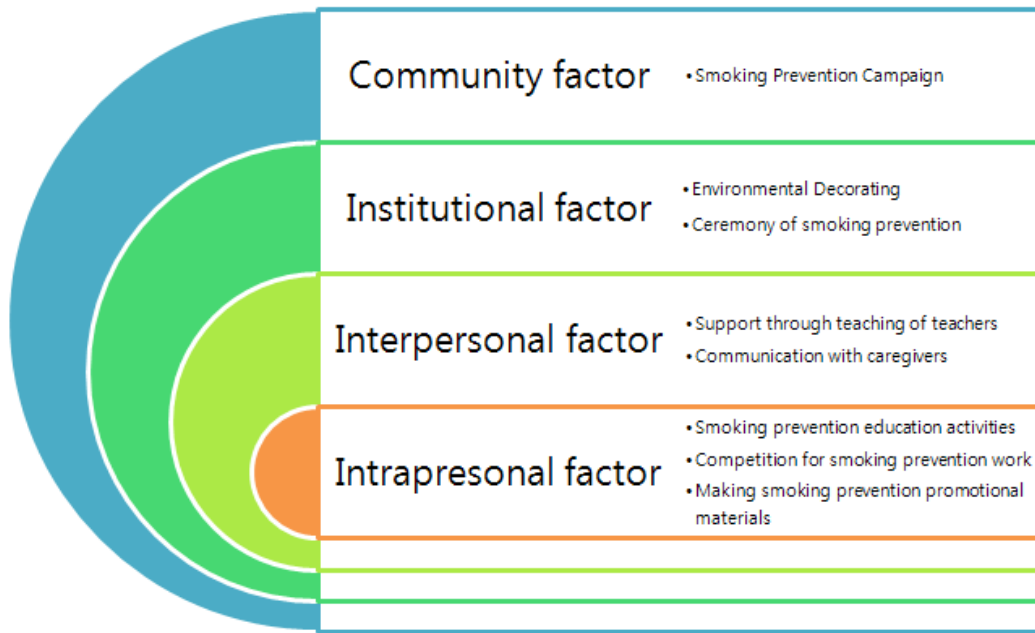 Community factor
•Smoking Prevention Campaign
Institutional factor
•Environmental Decorating
•Ceremony of smoking prevention
Interpersonal factor
•Support through teaching of teachers
•Communication with caregivers
Intrapresonal factor
•Smoking prevention education activities
•Competition for smoking prevention work
•Making smoking prevention promotional
materials